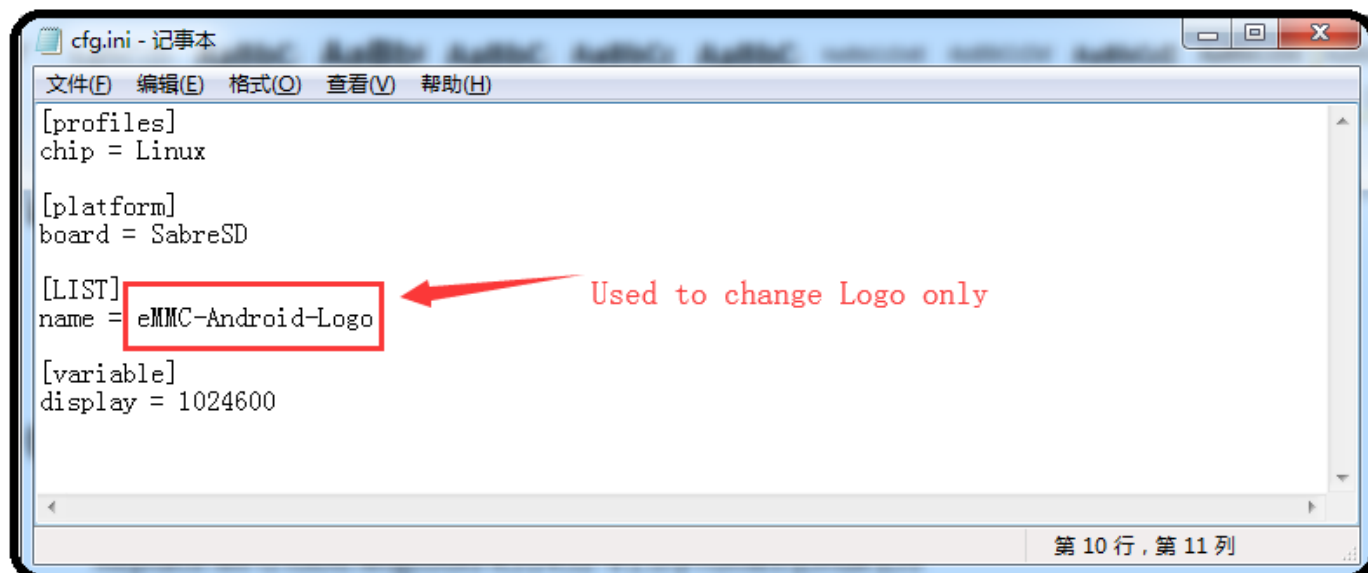 cfg.ini - 记事本
文件(F) 编辑(E) 格式(O) 查看(V) 帮助(H)
[profiles]
chip = Linux
[platform]
board = SabreSD
[LIST]
name = eMMC-Android-Logo
Used to change Logo only
[variable]
display = 1024600
第 10 行，第 11 列